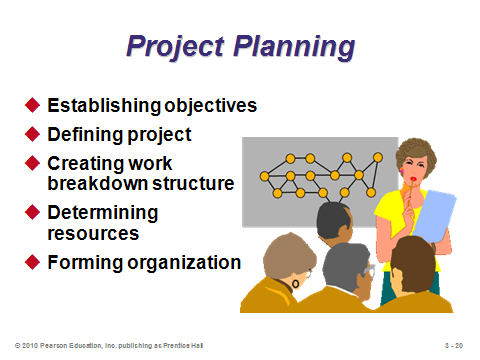 Project Planning
Establishing objectives
Defining project
Creating work
breakdown structure
Determining
resources
Forming organization
© 2010 Pearson Education, Inc. publishing as Prentice Hall
3 - 20